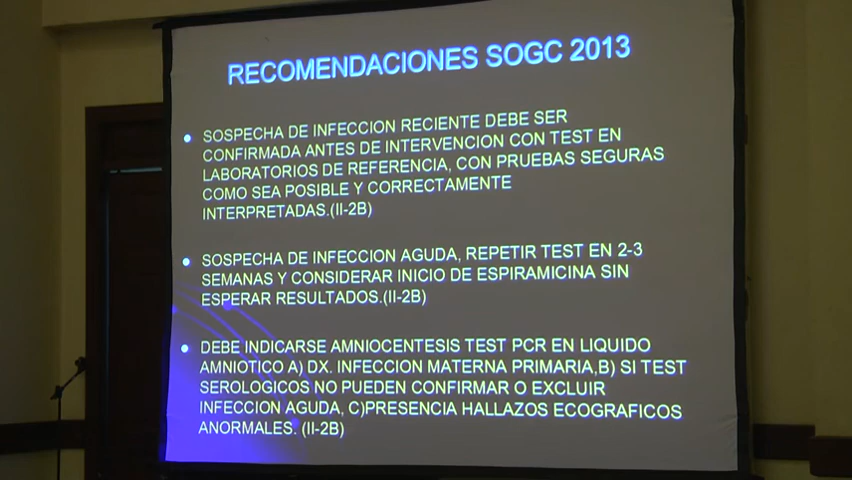 RECOMENDACIONES SOGC 2013
• SOSPECHA DE INFECCION RECIENTE DEBE SER
CONFIRMADA ANTES DE INTERVENCION CON TEST EN
LABORATORIOS DE REFERENCIA, CON PRUEBAS SEGURAS
COMO SEA POSIBLE Y CORRECTAMENTE
INTERPRETADAS.(II-2B)
• SOSPECHA DE INFECCION AGUDA, REPETIR TEST EN 2-3
SEMANAS Y CONSIDERAR INICIO DE ESPIRAMICINA SIN
ESPERAR RESULTADOS.(II-2B)
• DEBE INDICARSE AMNIOCENTESIS TEST PCR EN LIQUIDO
AMNIOTICO A) DX. INFECCION MATERNA PRIMARIA,B) SI TEST
SEROLOGICOS NO PUEDEN CONFIRMAR O EXCLUIR
INFECCION AGUDA, C)PRESENCIA HALLAZOS ECOGRAFICOS
ANORMALES. (II-2B)